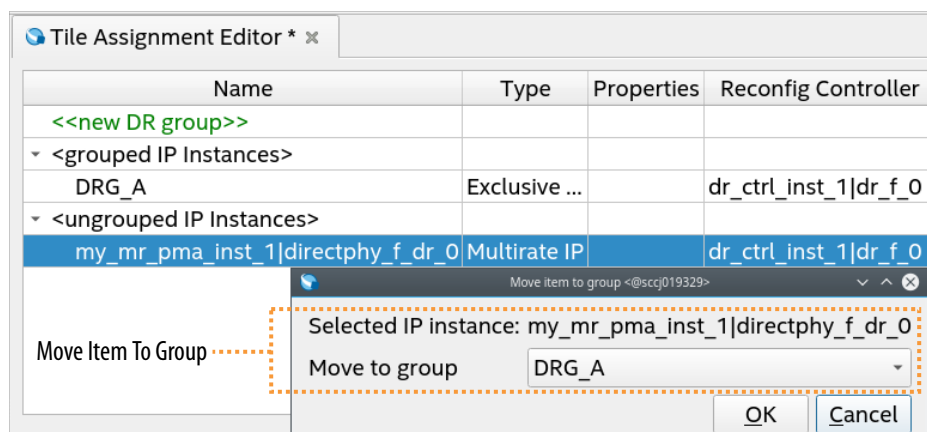 Tile Assignment Editor *
Name Type Properties Reconfig Controller
<<new DR group>>
<grouped IP Instances>
DRG_A Exclusive ... dr_ctrl_inst_1|dr_f_0
<ungrouped IP Instances>
my_mr_pma_inst_1|directphy_f_dr_0 Multirate IP dr_ctrl_inst_1|dr_f_0
Move item to group <@sccj019329>
Selected IP instance: my_mr_pma_inst_1|directphy_f_dr_0
Move Item To Group
Move to group DRG_A
OK Cancel